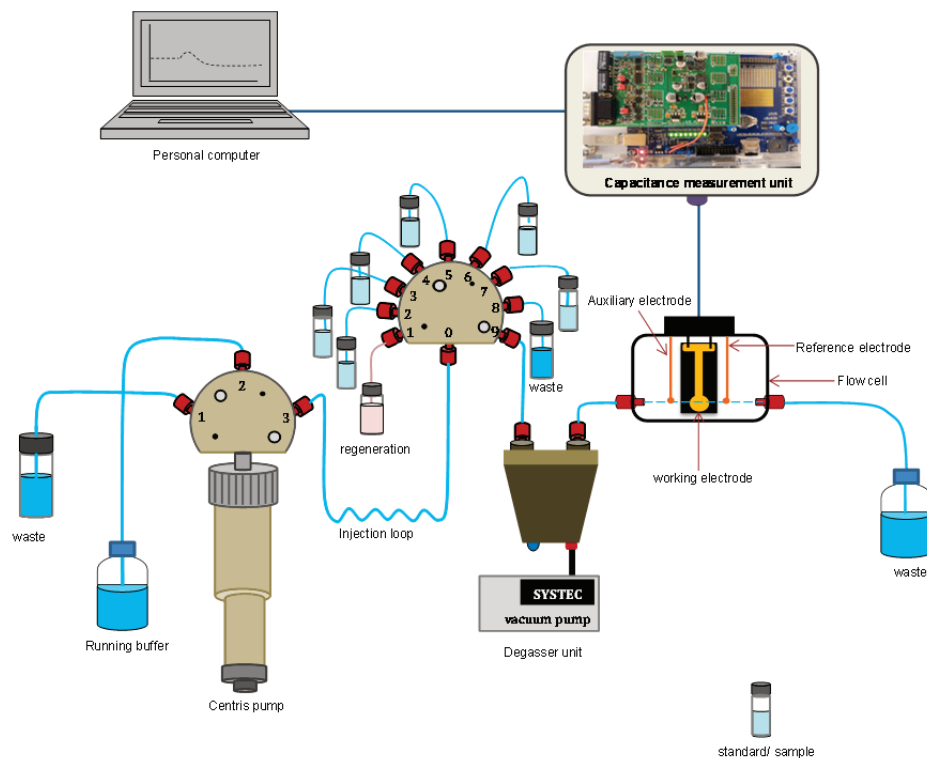 Personal computer
Capacitance measurement unit
5
4
6
3
7
2
8
1
0
9
Auxiliary electrode
Reference electrode
Flow cell
waste
2
1
3
regeneration
working electrode
waste
Injection loop
waste
SYSTEC
vacuum pump
Running buffer
Degasser unit
Centris pump
standard/ sample